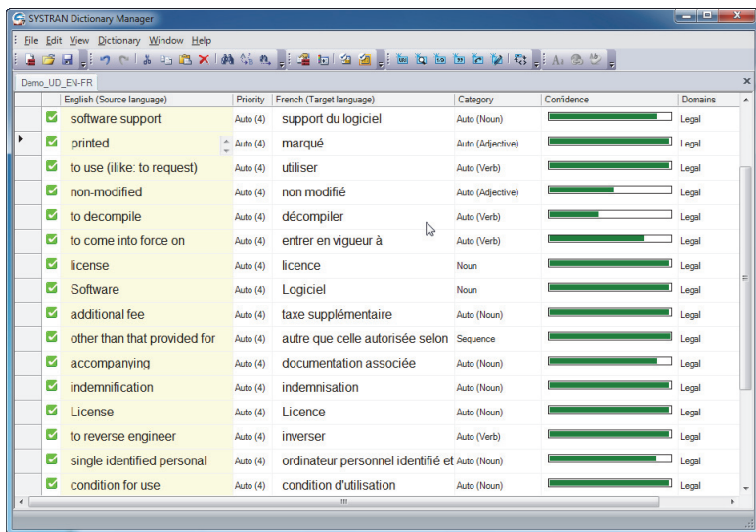 SYSTRAN Dictionary Manager
File Edit View Dictionary Window Help
Demo_UD_EN-FR
English (Source language) Priority French (Target language) Category Confidence Domains
software support Auto (4) support du logiciel Auto (Noun) Legal
printed Auto (4) marqué Auto (Adjective) Legal
to use (ilike: to request) Auto (4) utiliser Auto (Verb) Legal
non-modified Auto (4) non modifié Auto (Adjective) Legal
to decompile Auto (4) décompiler Auto (Verb) Legal
to come into force on Auto (4) entrer en vigueur à Auto (Verb) Legal
license Auto (4) licence Noun Legal
Software Auto (4) Logiciel Noun Legal
additional fee Auto (4) taxe supplémentaire Auto (Noun) Legal
other than that provided for Auto (4) autre que celle autorisée selon Sequence Legal
accompanying Auto (4) documentation associée Auto (Noun) Legal
indemnification Auto (4) indemnisation Auto (Noun) Legal
License Auto (4) Licence Auto (Noun) Legal
to reverse engineer Auto (4) inverser Auto (Verb) Legal
single identified personal Auto (4) ordinateur personnel identifié et Auto (Noun) Legal
condition for use Auto (4) condition d'utilisation Auto (Noun) Legal